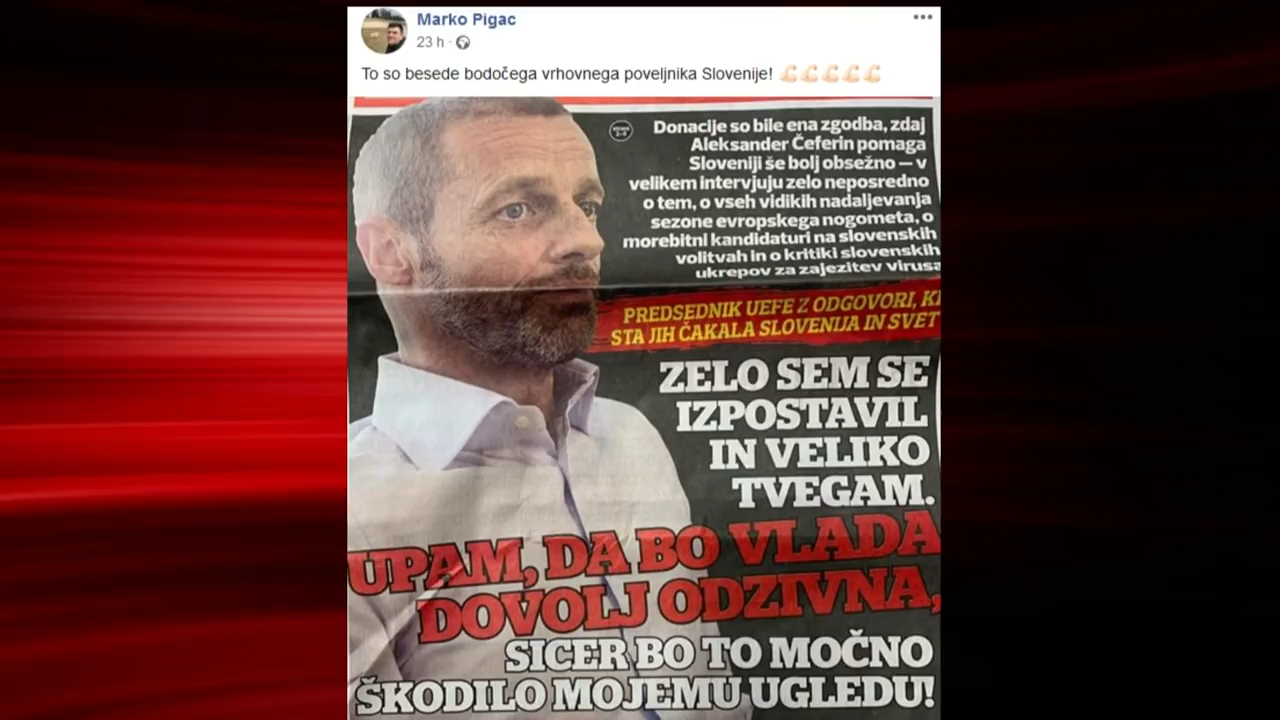 Marko Pigac
23 h ·
To so besede bodočega vrhovnega poveljnika Slovenije! 💪🏻💪🏻💪🏻💪🏻💪🏻
Donacije so bile ena zgodba, zdaj
Aleksander Čeferin pomaga
Sloveniji še bolj obsežno – v
velikem intervjuju zelo neposredno
o tem, o vseh vidikih nadaljevanja
sezone evropskega nogometa, o
morebitni kandidaturi na slovenskih
volitvah in o kritiki slovenskih
ukrepov za zajezitev virusa
PREDSEDNIK UEFE Z ODGOVORI, KI
STA JIH ČAKALA SLOVENIJA IN SVET
ZELO SEM SE
IZPOSTAVIL
IN VELIKO
TVEGAM.
UPAM, DA BO VLADA
DOVOLJ ODZIVNA,
SICER BO TO MOČNO
ŠKODILO MOJEMU UGLEDU!